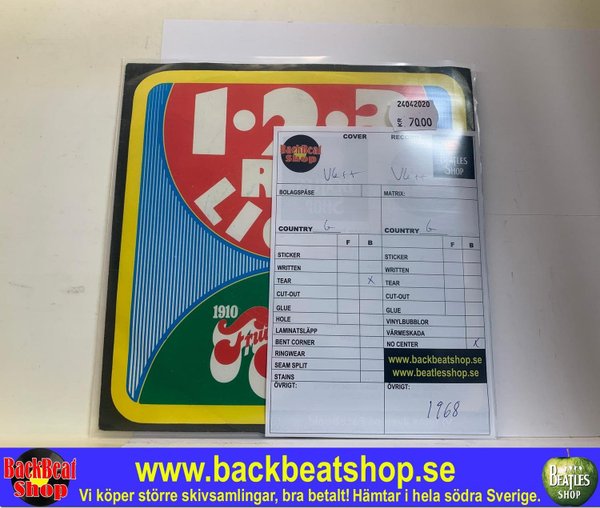 1·2·3
24042020
KR 70.00
R
LIG
1910
Frui
COVER
RECO
BackBeat
Shop
BEATLES
SHOP
VG++
VG++
BOLAGSPÅSE
MATRIX:
COUNTRY G
COUNTRY G
F B
F B
STICKER
WRITTEN
TEAR X
CUT-OUT
GLUE
HOLE
LAMINATSLÄPP
BENT CORNER
RINGWEAR
SEAM SPLIT
STAINS
ÖVRIGT:
STICKER
WRITTEN
TEAR
CUT-OUT
GLUE
VINYLBUBBLOR
VÄRMESKADA
NO CENTER X
www.backbeatshop.se
www.beatlesshop.se
ÖVRIGT:
1968
BackBeat
Shop
www.backbeatshop.se
Vi köper större skivsamlingar, bra betalt! Hämtar i hela södra Sverige.
BEATLES
SHOP